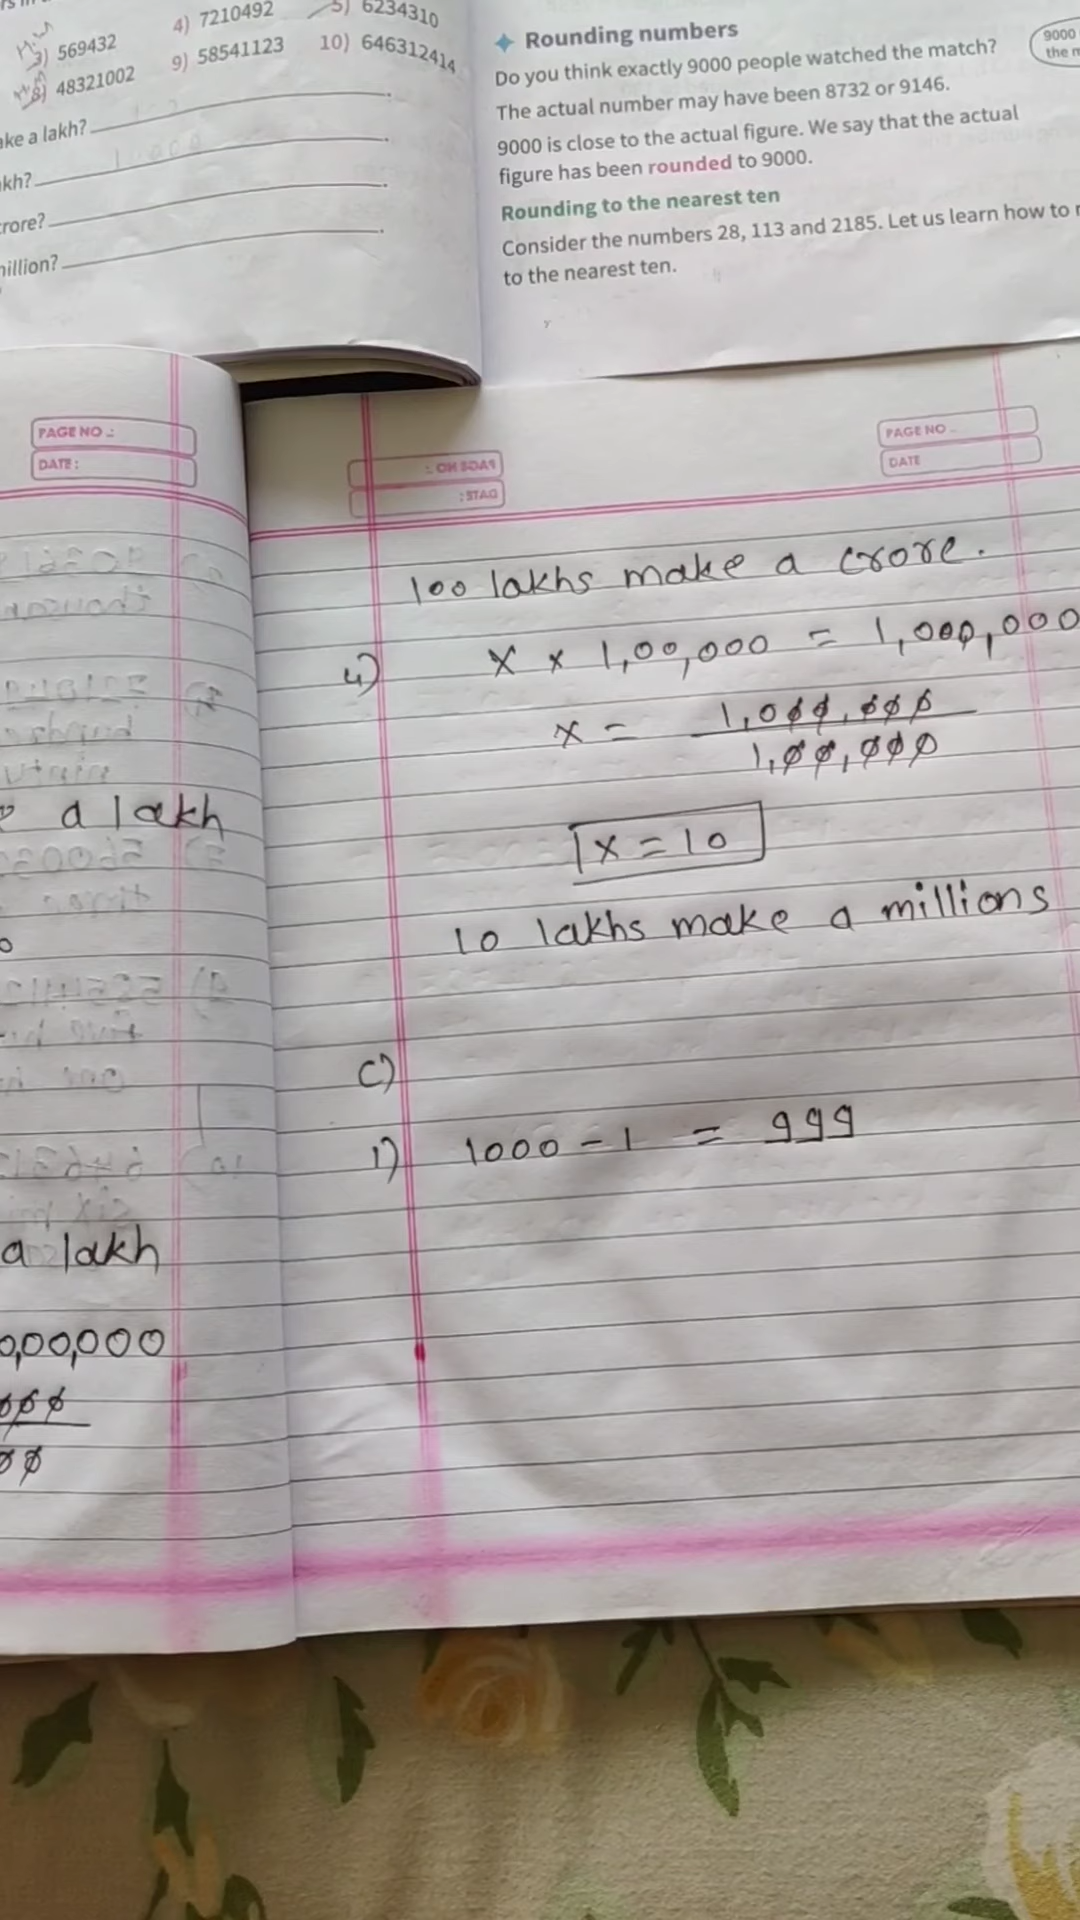 3) 569432
4) 7210492
5) 6234310
8) 48321002
9) 58541123
10) 646312414
ake a lakh?
kh?
rore?
illion?
Rounding numbers
Do you think exactly 9000 people watched the match?
The actual number may have been 8732 or 9146.
9000 is close to the actual figure. We say that the actual
figure has been rounded to 9000.
Rounding to the nearest ten
Consider the numbers 28, 113 and 2185. Let us learn how to r
to the nearest ten.
9000
the m
PAGE NO.:
DATE:
a lakh
a lakh
0,00,000
PAGE NO.
DATE
100 lakhs make a crore.
4) x × 1,00,000 = 1,000,000
x = 1,000,000
1,00,000
x = 10
10 lakhs make a millions
C)
1) 1000 - 1 = 999